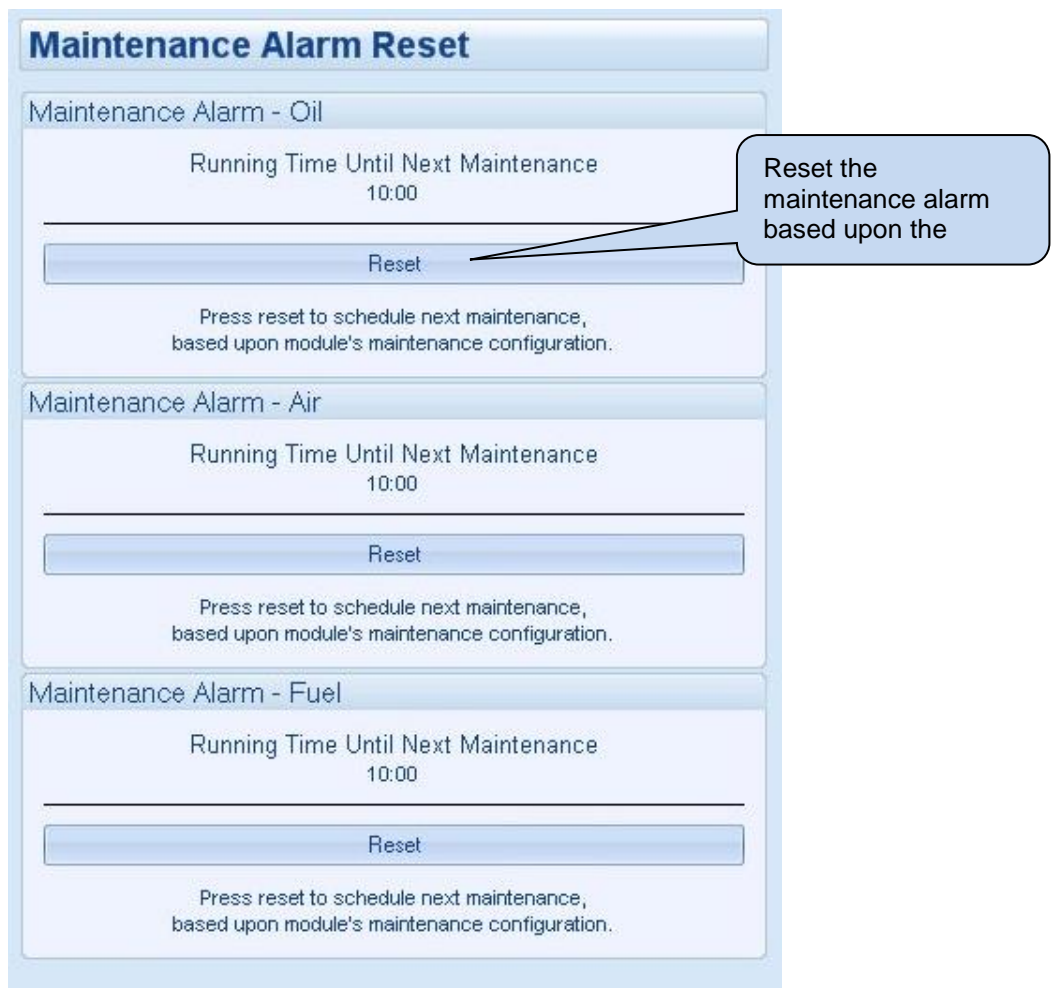 Maintenance Alarm Reset
Maintenance Alarm - Oil
Running Time Until Next Maintenance
10:00
Reset
Press reset to schedule next maintenance,
based upon module's maintenance configuration.
Reset the
maintenance alarm
based upon the
Maintenance Alarm - Air
Running Time Until Next Maintenance
10:00
Reset
Press reset to schedule next maintenance,
based upon module's maintenance configuration.
Maintenance Alarm - Fuel
Running Time Until Next Maintenance
10:00
Reset
Press reset to schedule next maintenance,
based upon module's maintenance configuration.